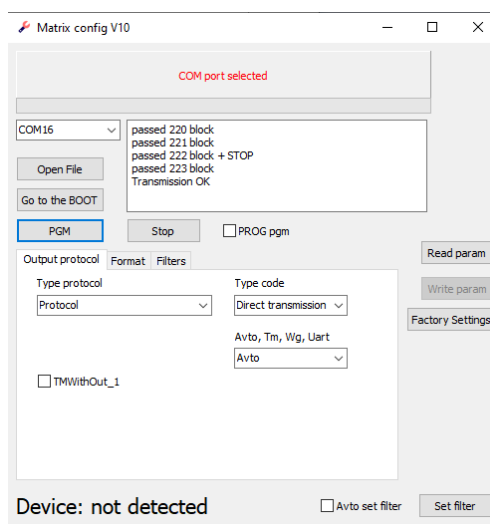 Matrix config V10
COM port selected
COM16
passed 220 block
passed 221 block
passed 222 block + STOP
passed 223 block
Transmission OK
Open File
Go to the BOOT
PGM
Stop
PROG pgm
Read param
Write param
Factory Settings
Output protocol
Format
Filters
Type protocol
Type code
Protocol
Direct transmission
Avto, Tm, Wg, Uart
Avto
TMWithOut_1
Device: not detected
Avto set filter
Set filter